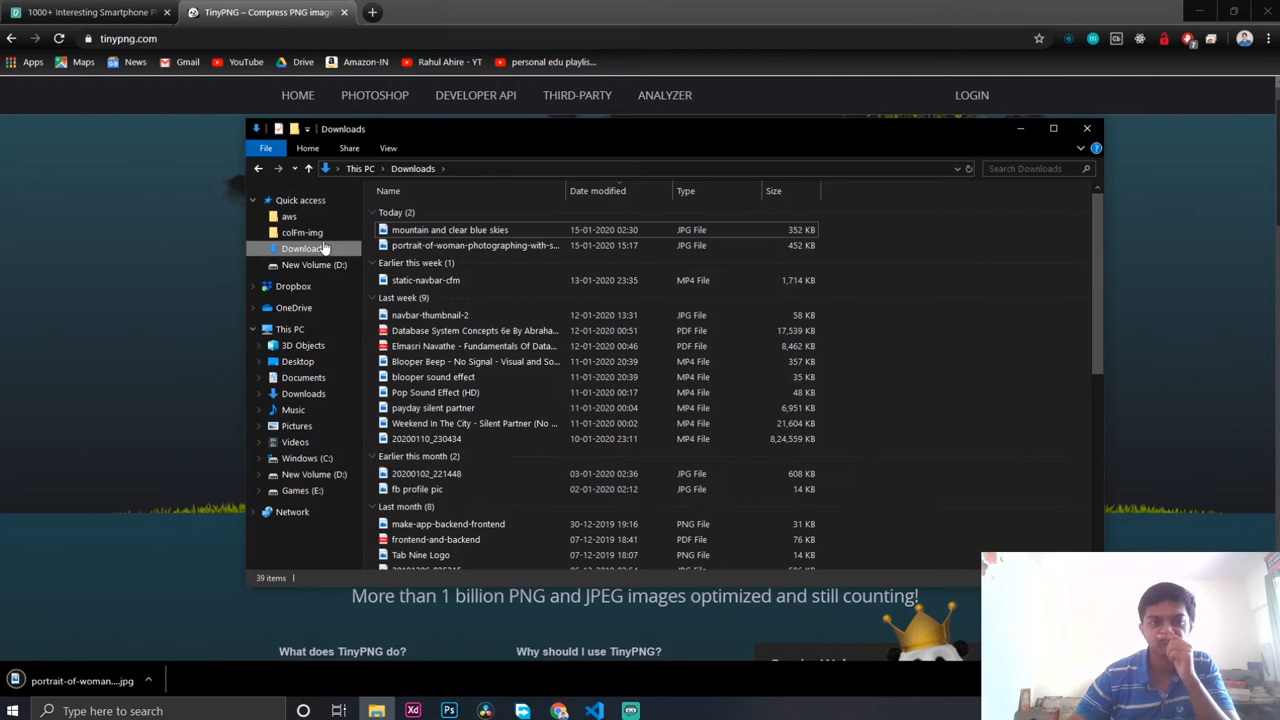 1000+ Interesting Smartphone P
TinyPNG – Compress PNG image
tinypng.com
Apps
Maps
News
Gmail
YouTube
Drive
Amazon-IN
Rahul Ahire - YT
personal edu playlis...
HOME
PHOTOSHOP
DEVELOPER API
THIRD-PARTY
ANALYZER
LOGIN
Downloads
File
Home
Share
View
This PC
Downloads
Search Downloads
Name
Date modified
Type
Size
Quick access
aws
colFm-img
Downloads
New Volume (D:)
Dropbox
OneDrive
This PC
3D Objects
Desktop
Documents
Downloads
Music
Pictures
Videos
Windows (C:)
New Volume (D:)
Games (E:)
Network
Today (2)
mountain and clear blue skies 15-01-2020 02:30 JPG File 352 KB
portrait-of-woman-photographing-with-s... 15-01-2020 15:17 JPG File 452 KB
Earlier this week (1)
static-navbar-cfm 13-01-2020 23:35 MP4 File 1,714 KB
Last week (9)
navbar-thumbnail-2 12-01-2020 13:31 JPG File 58 KB
Database System Concepts 6e By Abraha... 12-01-2020 00:51 PDF File 17,539 KB
Elmasri Navathe - Fundamentals Of Data... 12-01-2020 00:46 PDF File 8,462 KB
Blooper Beep - No Signal - Visual and So... 11-01-2020 20:39 MP4 File 357 KB
blooper sound effect 11-01-2020 20:39 MP4 File 35 KB
Pop Sound Effect (HD) 11-01-2020 00:17 MP4 File 48 KB
payday silent partner 11-01-2020 00:04 MP4 File 6,951 KB
Weekend In The City - Silent Partner (No ... 11-01-2020 00:02 MP4 File 21,604 KB
20200110_230434 10-01-2020 23:11 MP4 File 8,24,559 KB
Earlier this month (2)
20200102_221448 03-01-2020 02:36 JPG File 608 KB
fb profile pic 02-01-2020 02:12 JPG File 14 KB
Last month (8)
make-app-backend-frontend 30-12-2019 19:16 PNG File 31 KB
frontend-and-backend 07-12-2019 18:41 PDF File 76 KB
Tab Nine Logo 07-12-2019 18:07 PNG File 14 KB
39 items
More than 1 billion PNG and JPEG images optimized and still counting!
What does TinyPNG do?
Why should I use TinyPNG?
portrait-of-woman....jpg
Type here to search